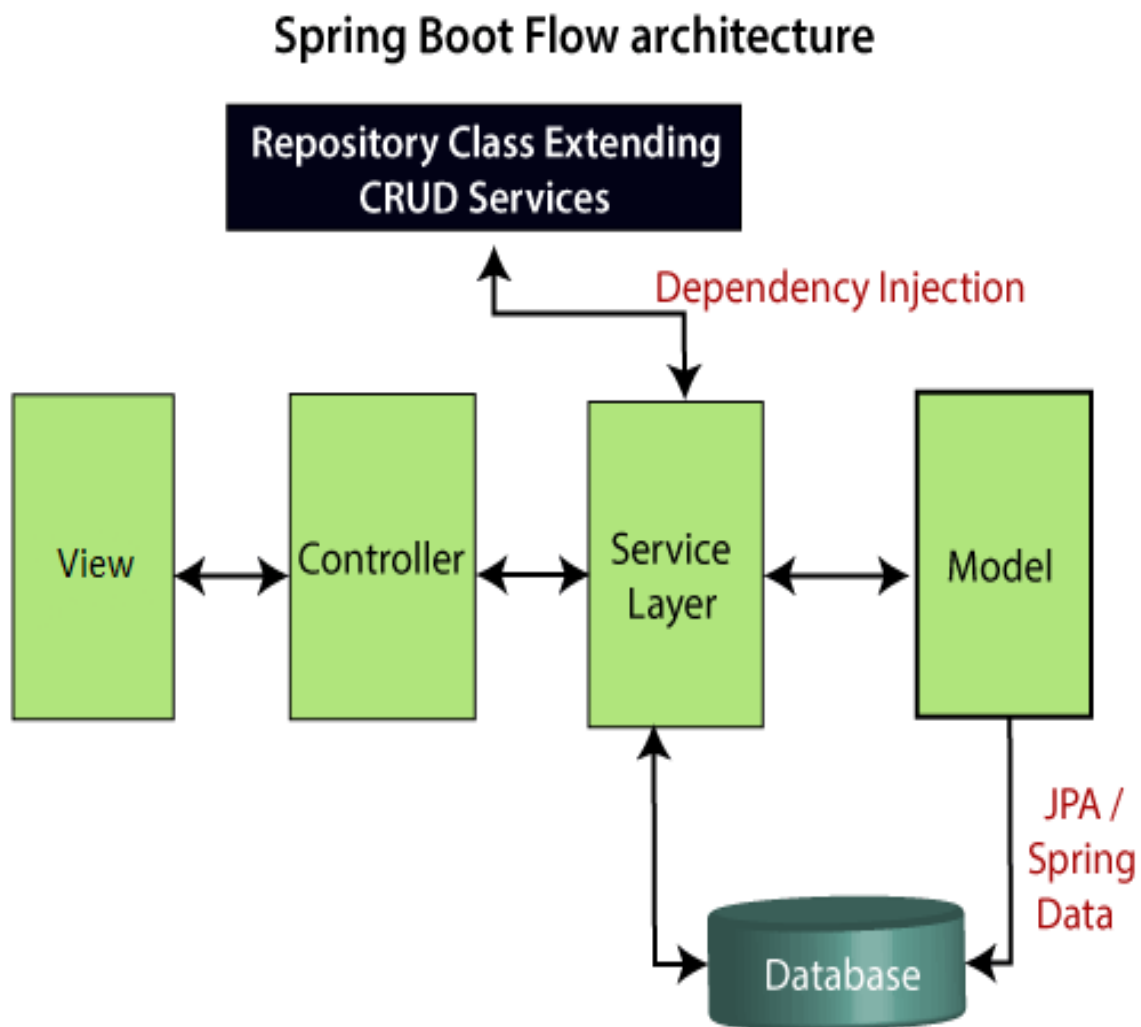 Spring Boot Flow architecture
Repository Class Extending
CRUD Services
Dependency Injection
View
Controller
Service
Layer
Model
JPA /
Spring
Data
Database